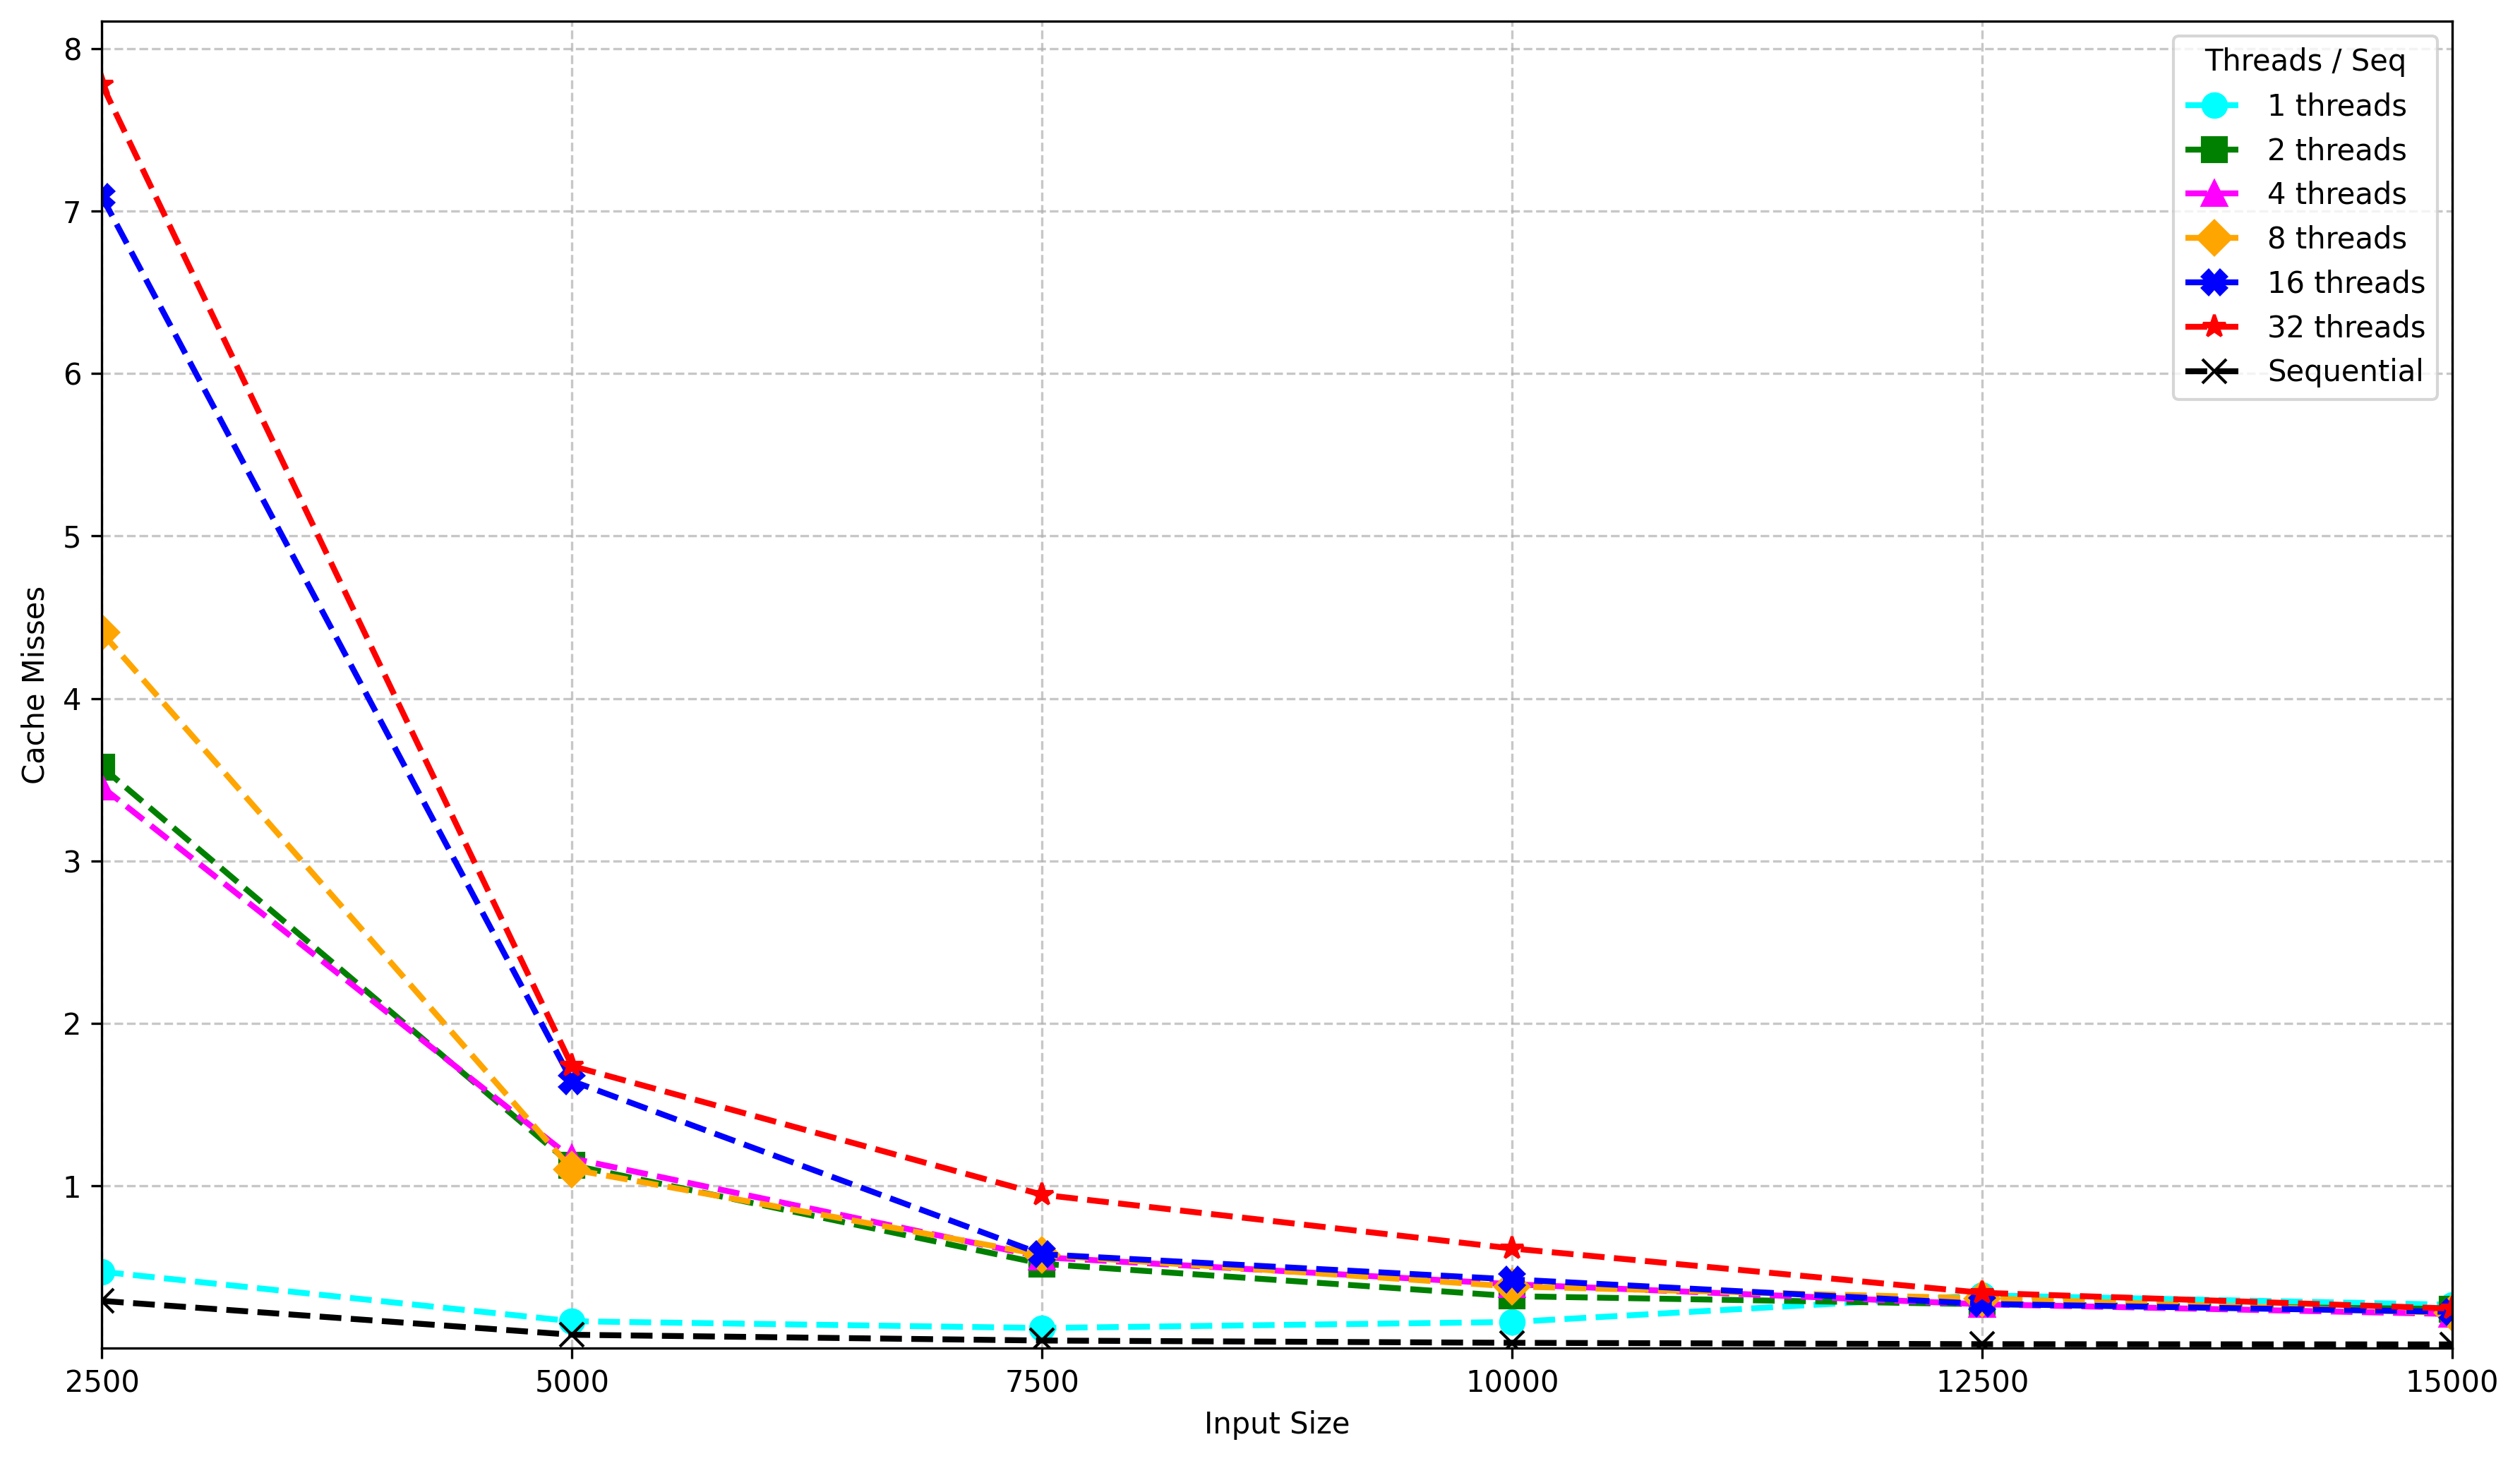 8
7
6
5
4
3
2
1
Cache Misses
2500 5000 7500 10000 12500 15000
Input Size
Threads / Seq
1 threads
2 threads
4 threads
8 threads
16 threads
32 threads
Sequential